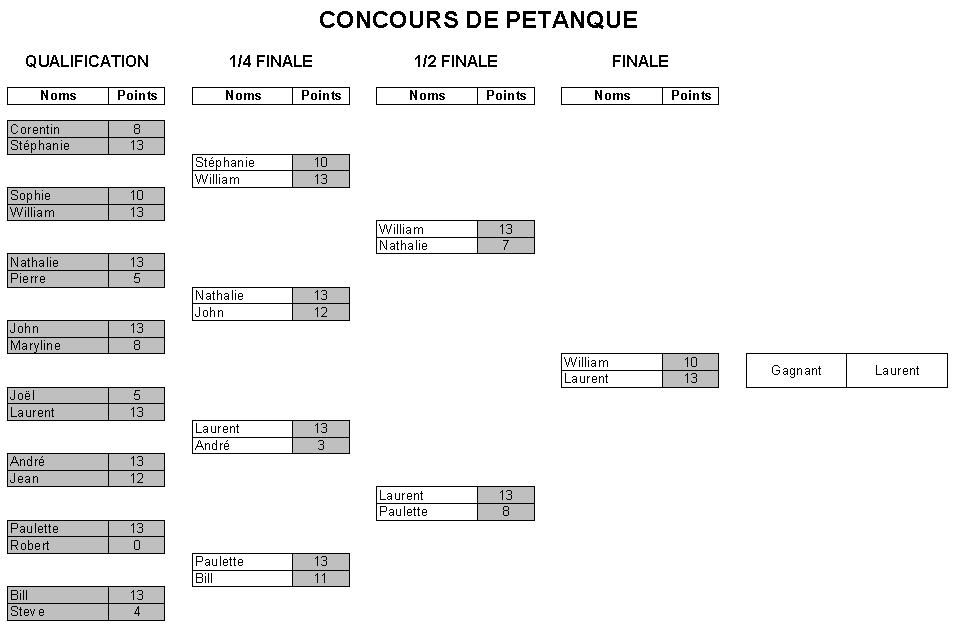 CONCOURS DE PETANQUE
QUALIFICATION 1/4 FINALE 1/2 FINALE FINALE
Noms Points Noms Points Noms Points Noms Points
Corentin 8
Stéphanie 13
Stéphanie 10
William 13
Sophie 10
William 13
William 13
Nathalie 7
Nathalie 13
Pierre 5
Nathalie 13
John 12
John 13
Maryline 8
William 10
Laurent 13
Gagnant Laurent
Joël 5
Laurent 13
Laurent 13
André 3
André 13
Jean 12
Laurent 13
Paulette 8
Paulette 13
Robert 0
Paulette 13
Bill 11
Bill 13
Steve 4